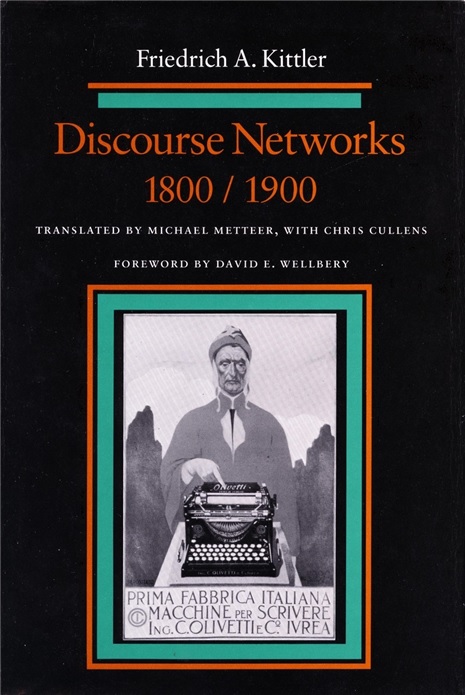 Friedrich A. Kittler
Discourse Networks
1800 / 1900
TRANSLATED BY MICHAEL METTEER, WITH CHRIS CULLENS
FOREWORD BY DAVID E. WELLBERY
Olivetti
PRIMA FABBRICA ITALIANA
MACCHINE PER SCRIVERE
ING. C. OLIVETTI E Cº. IVREA